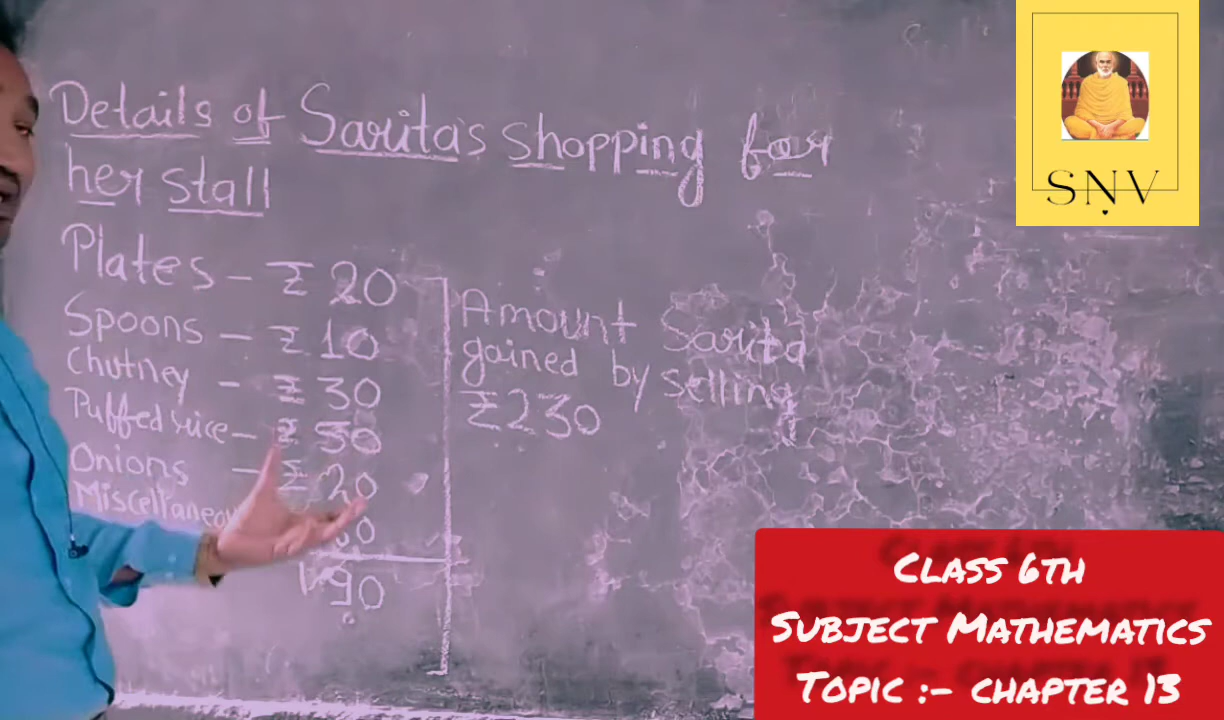 Details of Sarita's shopping for
her stall
Plates - ₹ 20
Spoons - ₹ 10
Chutney - ₹ 30
Puffed rice - ₹ 50
Onions - ₹ 20
190
Amount Sarita
gained by selling
₹230
SNV
Class 6th
Subject Mathematics
Topic :- chapter 13